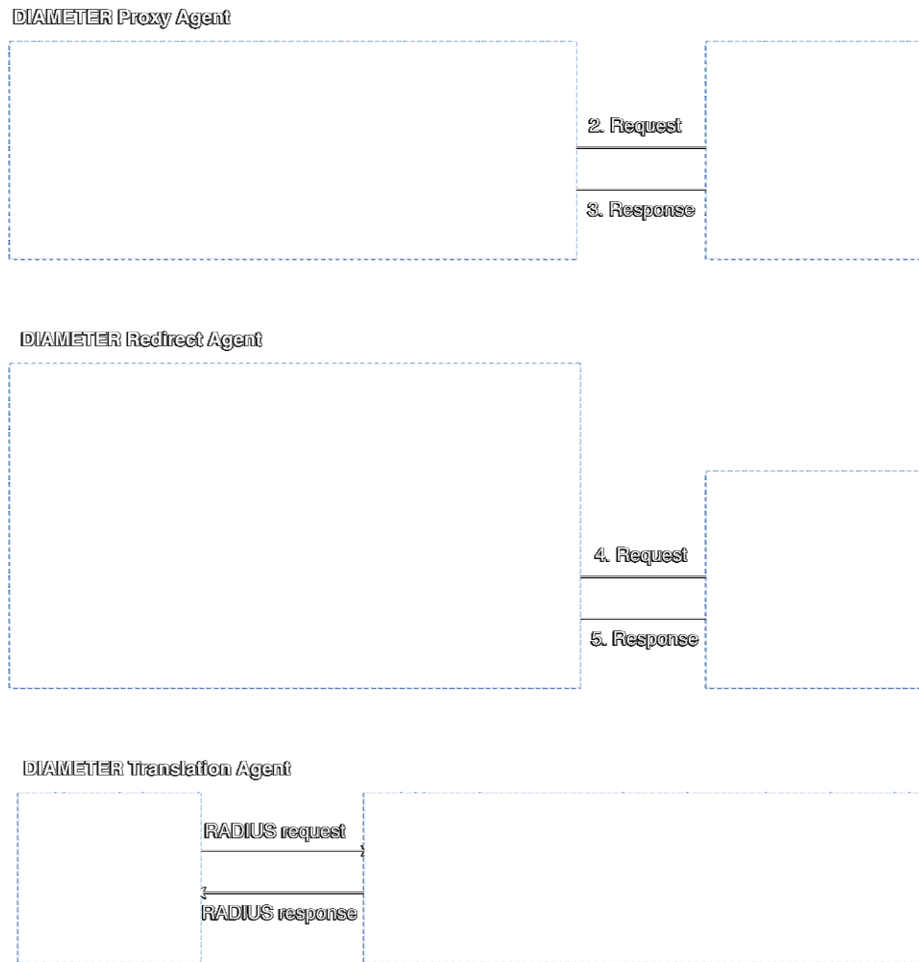 DIAMETER Proxy Agent
2. Request
3. Response
DIAMETER Redirect Agent
4. Request
5. Response
DIAMETER Translation Agent
RADIUS request
RADIUS response